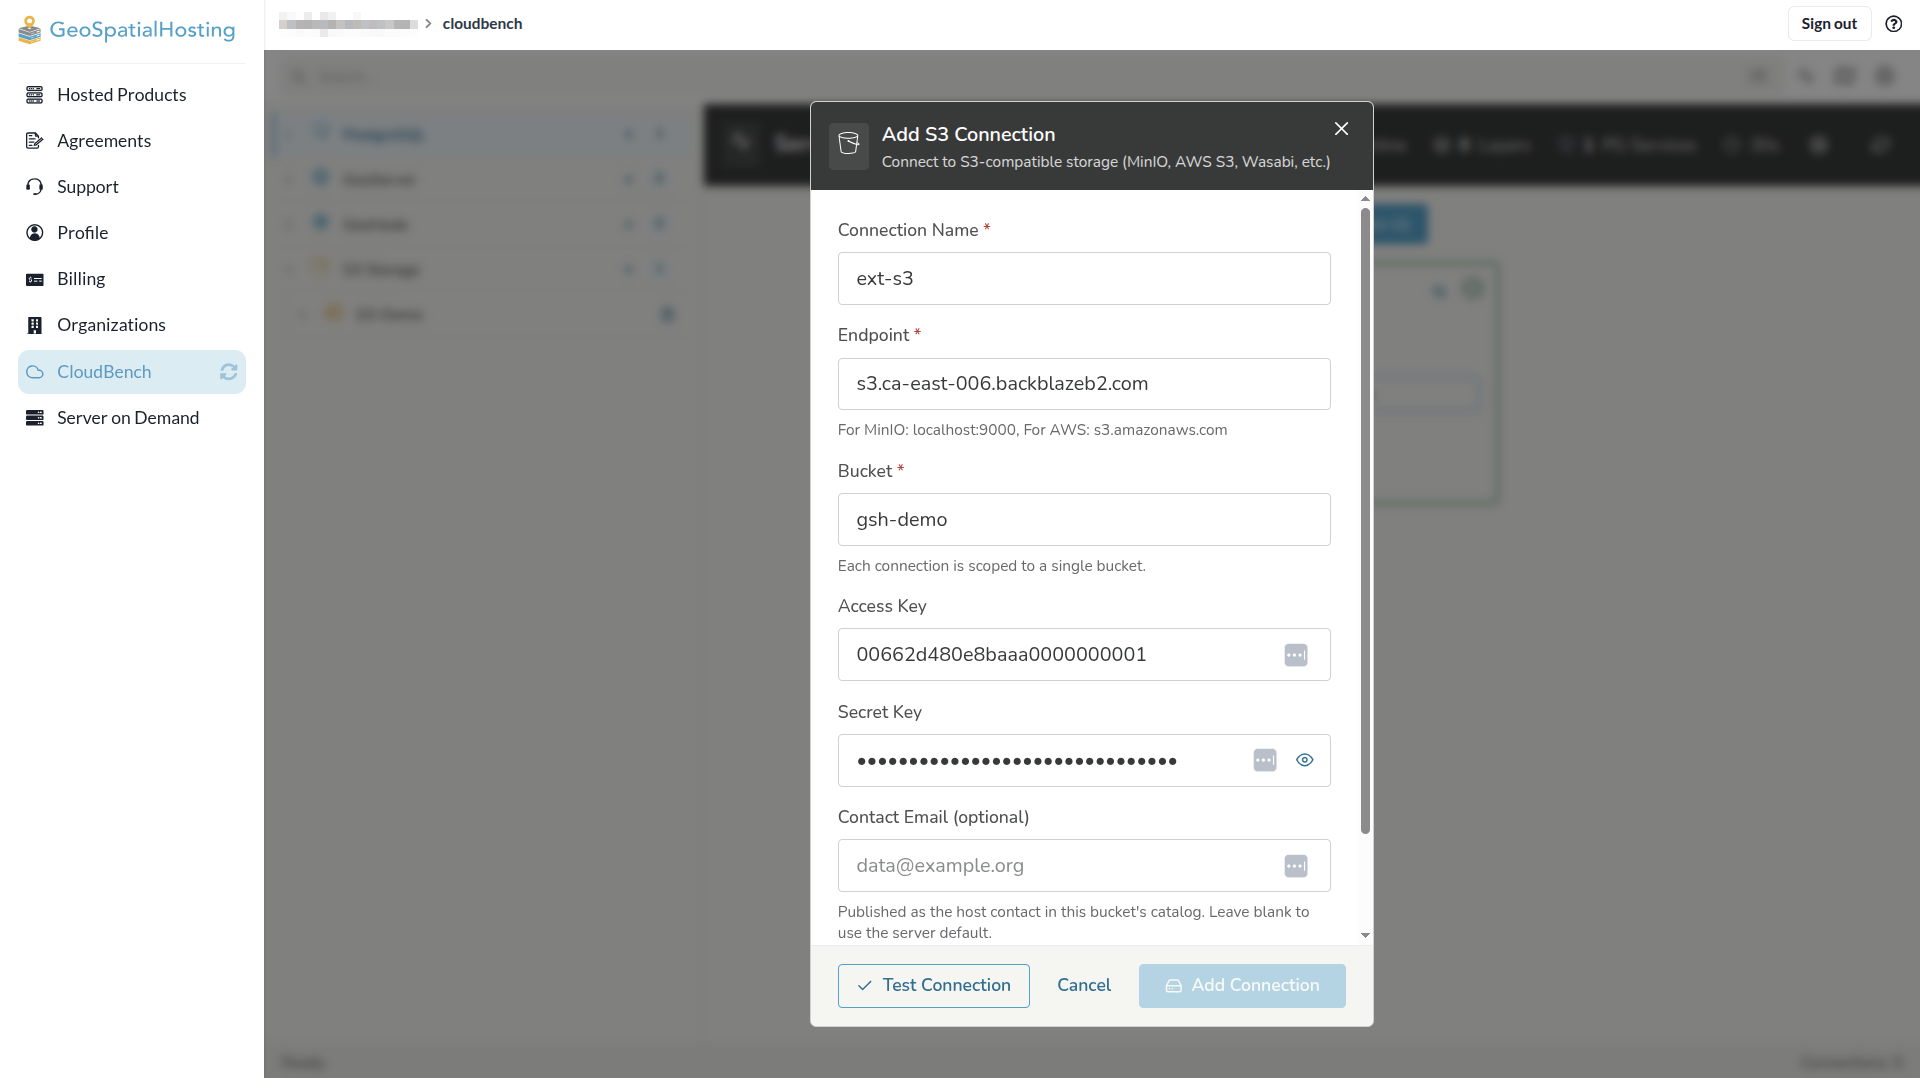 GeoSpatialHosting
Hosted Products
Agreements
Support
Profile
Billing
Organizations
CloudBench
Server on Demand
cloudbench
Sign out
Add S3 Connection
Connect to S3-compatible storage (MinIO, AWS S3, Wasabi, etc.)
Connection Name *
ext-s3
Endpoint *
s3.ca-east-006.backblazeb2.com
For MinIO: localhost:9000, For AWS: s3.amazonaws.com
Bucket *
gsh-demo
Each connection is scoped to a single bucket.
Access Key
00662d480e8baaa0000000001
Secret Key
Contact Email (optional)
data@example.org
Published as the host contact in this bucket's catalog. Leave blank to
use the server default.
Test Connection
Cancel
Add Connection